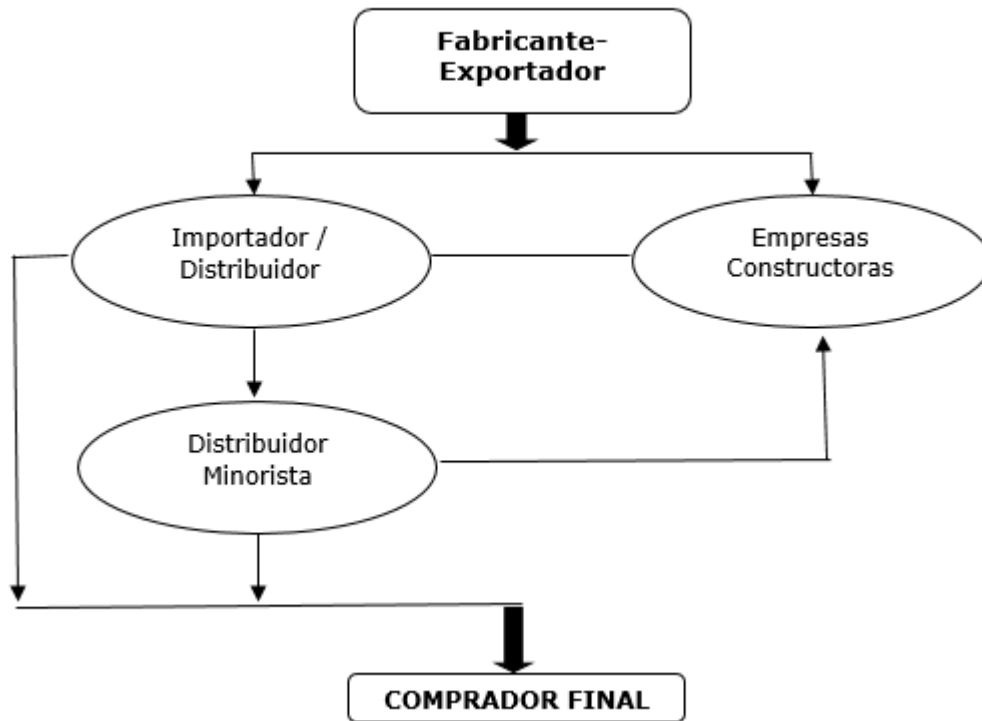 Fabricante-
Exportador
Importador /
Distribuidor
Empresas
Constructoras
Distribuidor
Minorista
COMPRADOR FINAL